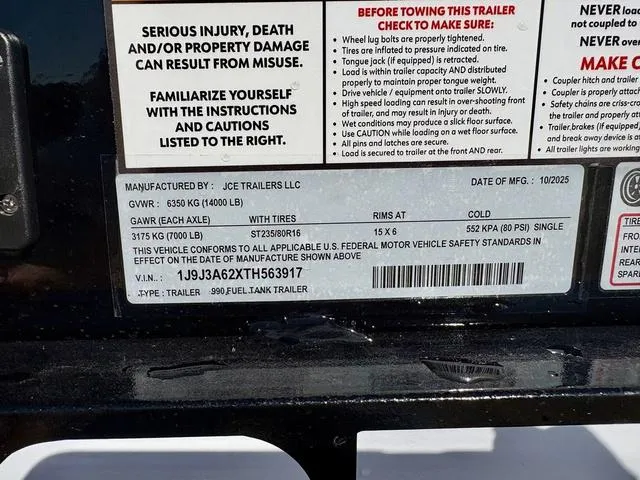 SERIOUS INJURY, DEATH
AND/OR PROPERTY DAMAGE
CAN RESULT FROM MISUSE.
FAMILIARIZE YOURSELF
WITH THE INSTRUCTIONS
AND CAUTIONS
LISTED TO THE RIGHT.
BEFORE TOWING THIS TRAILER
CHECK TO MAKE SURE:
• Wheel lug bolts are properly tightened.
• Tires are inflated to pressure indicated on tire.
• Tongue jack (if equipped) is retracted.
• Load is within trailer capacity AND distributed
properly to maintain proper tongue weight.
• Drive vehicle / equipment onto trailer SLOWLY.
• High speed loading can result in over-shooting front
of trailer, and may result in injury or death.
• Wet conditions may produce a slick floor surface.
• Use CAUTION while loading on a wet floor surface.
• All pins and latches are secure.
• Load is secured to trailer at the front AND rear.
NEVER load
not coupled to
NEVER over
MAKE C
• Coupler hitch and trailer
• Coupler is properly attach
• Safety chains are criss-cro
the trailer and properly att
• Trailer brakes (if equipped)
and break away device is at
• All trailer lights are working
MANUFACTURED BY : JCE TRAILERS LLC
DATE OF MFG. : 10/2025
GVWR : 6350 KG (14000 LB)
GAWR (EACH AXLE) WITH TIRES RIMS AT COLD
3175 KG (7000 LB) ST235/80R16 15 X 6 552 KPA (80 PSI) SINGLE
THIS VEHICLE CONFORMS TO ALL APPLICABLE U.S. FEDERAL MOTOR VEHICLE SAFETY STANDARDS IN
EFFECT ON THE DATE OF MANUFACTURE SHOWN ABOVE
V.I.N. : 1J9J3A62XTH563917
TYPE : TRAILER 990 FUEL TANK TRAILER
TIRE
FRO
INTE
REA
SPAR